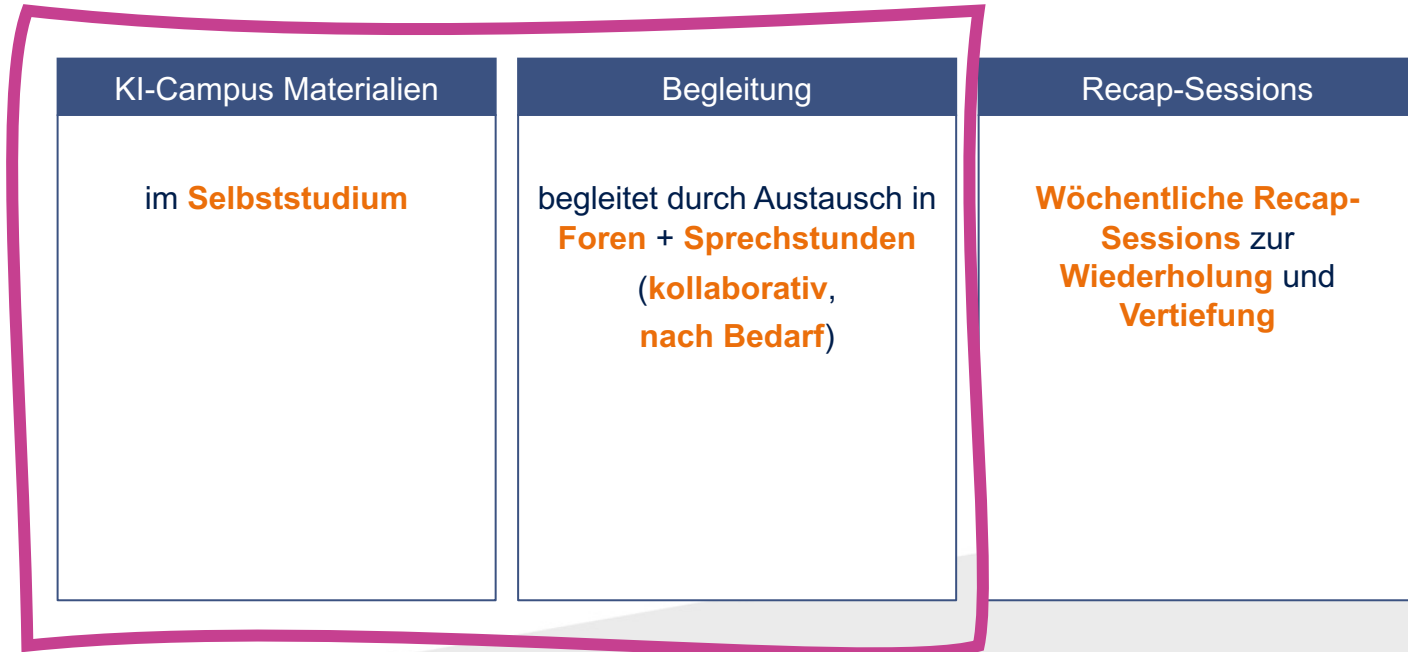 KI-Campus Materialien
im Selbststudium
Begleitung
begleitet durch Austausch in
Foren + Sprechstunden
(kollaborativ,
nach Bedarf)
Recap-Sessions
Wöchentliche Recap-
Sessions zur
Wiederholung und
Vertiefung